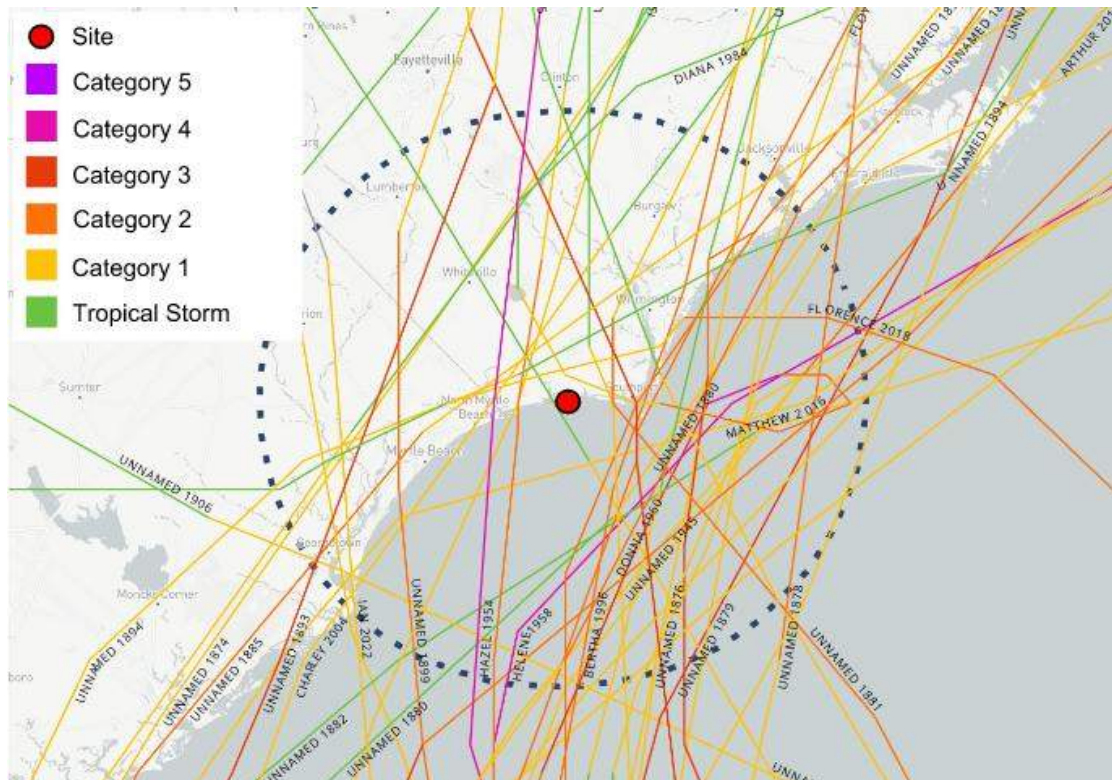 Site
Category 5
Category 4
Category 3
Category 2
Category 1
Tropical Storm
Fayetteville
Clinton
DIANA 1984
ARTHUR
UNNAMED 1894
Jacksonville
Lumberton
Burgaw
Whiteville
Wilmington
FLORENCE 2018
Sumter
North Myrtle
Beach
Myrtle Beach
MATTHEW 2016
UNNAMED 1880
UNNAMED 1906
Georgetown
DONNA 1960
UNNAMED 1945
Moncks Corner
UNNAMED 1894
UNNAMED 1874
UNNAMED 1885
UNNAMED 1893
CHARLEY 2004
IAN 2022
UNNAMED 1869
HAZEL 1954
HELENE 1958
BERTHA 1996
UNNAMED 1876
UNNAMED 1879
UNNAMED 1878
UNNAMED 1881
UNNAMED 1882
UNNAMED 1880